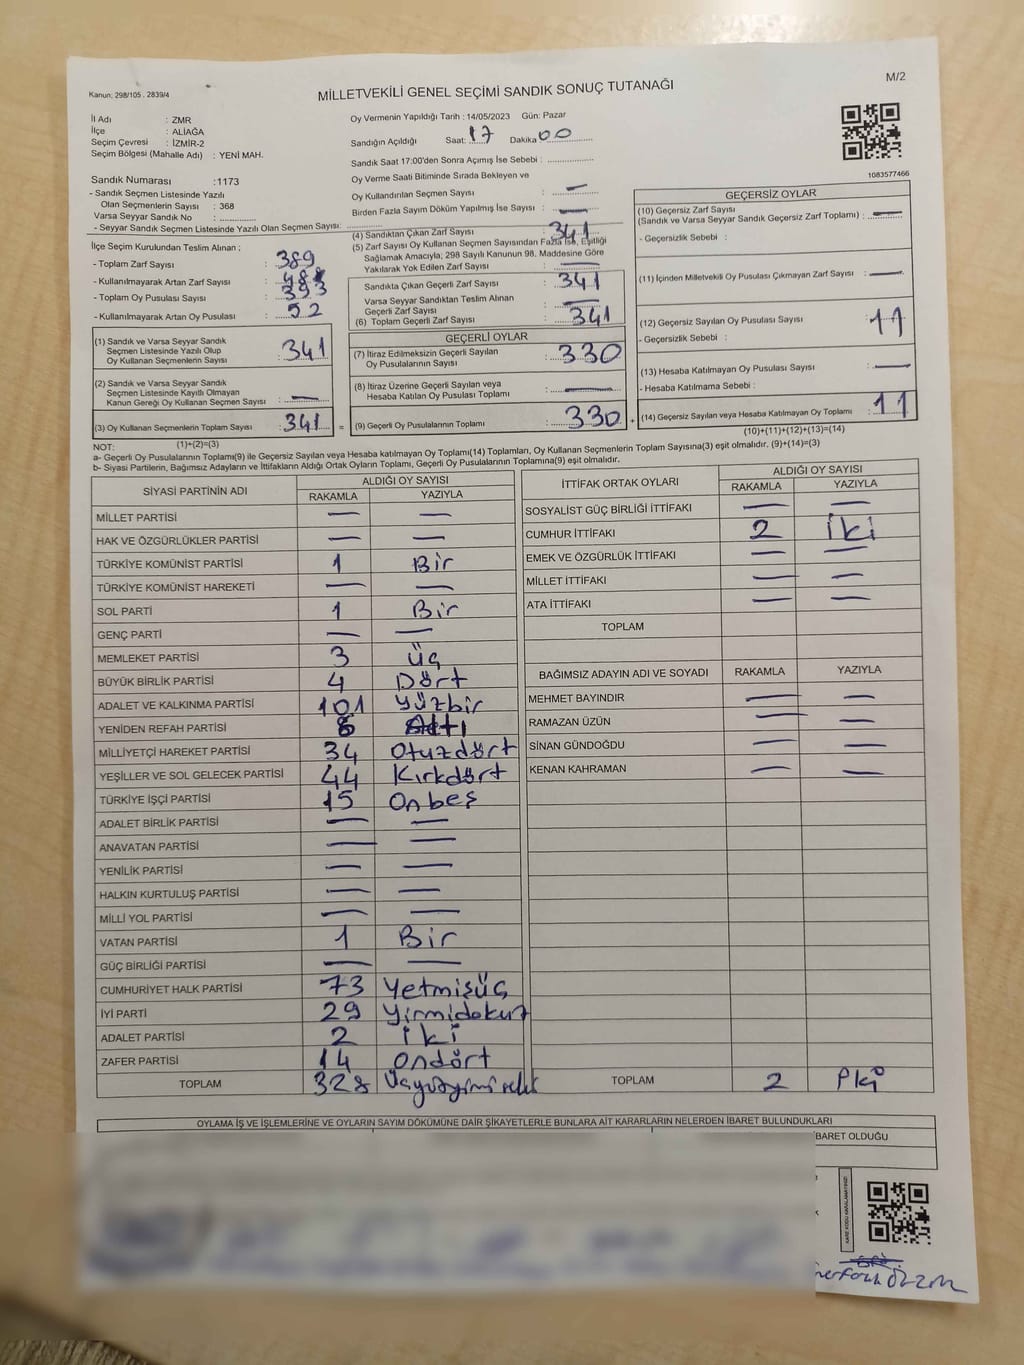 M/2
Kanun: 298/105 . 2839/4
MİLLETVEKİLİ GENEL SEÇİMİ SANDIK SONUÇ TUTANAĞI
İl Adı : ZMR
İlçe : ALİAĞA
Seçim Çevresi : İZMİR-2
Seçim Bölgesi (Mahalle Adı) : YENİ MAH.
Sandık Numarası :1173
- Sandık Seçmen Listesinde Yazılı
Olan Seçmenlerin Sayısı : 368
Varsa Seyyar Sandık No :
- Seyyar Sandık Seçmen Listesinde Yazılı Olan Seçmen Sayısı:
İlçe Seçim Kurulundan Teslim Alınan ;
- Toplam Zarf Sayısı : 389
- Kullanılmayarak Artan Zarf Sayısı :
- Toplam Oy Pusulası Sayısı : 393
- Kullanılmayarak Artan Oy Pusulası : 52
(1) Sandık ve Varsa Seyyar Sandık
Seçmen Listesinde Yazılı Olup
Oy Kullanan Seçmenlerin Sayısı : 341
(2) Sandık ve Varsa Seyyar Sandık
Seçmen Listesinde Kayıtlı Olmayan
Kanun Gereği Oy Kullanan Seçmen Sayısı : —
(3) Oy Kullanan Seçmenlerin Toplam Sayısı : 341
(1)+(2)=(3)
Oy Vermenin Yapıldığı Tarih : 14/05/2023 Gün: Pazar
Sandığın Açıldığı Saat: 17 Dakika 00
Sandık Saat 17:00'den Sonra Açımış İse Sebebi :
Oy Verme Saati Bitiminde Sırada Bekleyen ve
Oy Kullandırılan Seçmen Sayısı : —
Birden Fazla Sayım Döküm Yapılmış İse Sayısı : —
(4) Sandıktan Çıkan Zarf Sayısı : 341
(5) Zarf Sayısı Oy Kullanan Seçmen Sayısından Fazla İse, Eşitliği
Sağlamak Amacıyla; 298 Sayılı Kanunun 98. Maddesine Göre
Yakılarak Yok Edilen Zarf Sayısı : —
Sandıkta Çıkan Geçerli Zarf Sayısı : 341
Varsa Seyyar Sandıktan Teslim Alınan
Geçerli Zarf Sayısı : —
(6) Toplam Geçerli Zarf Sayısı : 341
GEÇERLİ OYLAR
(7) İtiraz Edilmeksizin Geçerli Sayılan
Oy Pusulalarının Sayısı : 330
(8) İtiraz Üzerine Geçerli Sayılan veya
Hesaba Katılan Oy Pusulası Toplamı : —
= (9) Geçerli Oy Pusulalarının Toplamı : 330 +
1083577466
GEÇERSİZ OYLAR
(10) Geçersiz Zarf Sayısı
(Sandık ve Varsa Seyyar Sandık Geçersiz Zarf Toplamı) : —
- Geçersizlik Sebebi :
(11) İçinden Milletvekili Oy Pusulası Çıkmayan Zarf Sayısı : —
(12) Geçersiz Sayılan Oy Pusulası Sayısı : 11
- Geçersizlik Sebebi :
(13) Hesaba Katılmayan Oy Pusulası Sayısı : —
- Hesaba Katılmama Sebebi :
(14) Geçersiz Sayılan veya Hesaba Katılmayan Oy Toplamı : 11
(10)+(11)+(12)+(13)=(14)
NOT:
a- Geçerli Oy Pusulalarının Toplamı(9) ile Geçersiz Sayılan veya Hesaba katılmayan Oy Toplamı(14) Toplamları, Oy Kullanan Seçmenlerin Toplam Sayısına(3) eşit olmalıdır. (9)+(14)=(3)
b- Siyasi Partilerin, Bağımsız Adayların ve İttifakların Aldığı Ortak Oyların Toplamı, Geçerli Oy Pusulalarının Toplamına(9) eşit olmalıdır.
SİYASİ PARTİNİN ADI ALDIĞI OY SAYISI
RAKAMLA YAZIYLA
MİLLET PARTİSİ — —
HAK VE ÖZGÜRLÜKLER PARTİSİ — —
TÜRKİYE KOMÜNİST PARTİSİ 1 Bir
TÜRKİYE KOMÜNİST HAREKETİ — —
SOL PARTİ 1 Bir
GENÇ PARTİ — —
MEMLEKET PARTİSİ 3 üç
BÜYÜK BİRLİK PARTİSİ 4 Dört
ADALET VE KALKINMA PARTİSİ 101 yüzbir
YENİDEN REFAH PARTİSİ 6 Altı
MİLLİYETÇİ HAREKET PARTİSİ 34 Otuzdört
YEŞİLLER VE SOL GELECEK PARTİSİ 44 Kırkdört
TÜRKİYE İŞÇİ PARTİSİ 15 Onbeş
ADALET BİRLİK PARTİSİ — —
ANAVATAN PARTİSİ — —
YENİLİK PARTİSİ — —
HALKIN KURTULUŞ PARTİSİ — —
MİLLİ YOL PARTİSİ — —
VATAN PARTİSİ 1 Bir
GÜÇ BİRLİĞİ PARTİSİ — —
CUMHURİYET HALK PARTİSİ 73 Yetmişüç
İYİ PARTİ 29 Yirmidokuz
ADALET PARTİSİ 2 iki
ZAFER PARTİSİ 14 Ondört
TOPLAM 328
İTTİFAK ORTAK OYLARI ALDIĞI OY SAYISI
RAKAMLA YAZIYLA
SOSYALİST GÜÇ BİRLİĞİ İTTİFAKI — —
CUMHUR İTTİFAKI 2 iki
EMEK VE ÖZGÜRLÜK İTTİFAKI — —
MİLLET İTTİFAKI — —
ATA İTTİFAKI — —
TOPLAM
BAĞIMSIZ ADAYIN ADI VE SOYADI RAKAMLA YAZIYLA
MEHMET BAYINDIR — —
RAMAZAN ÜZÜN — —
SİNAN GÜNDOĞDU — —
KENAN KAHRAMAN — —
TOPLAM 2 İki
OYLAMA İŞ VE İŞLEMLERİNE VE OYLARIN SAYIM DÖKÜMÜNE DAİR ŞİKAYETLERLE BUNLARA AİT KARARLARIN NELERDEN İBARET BULUNDUKLARI
İBARET OLDUĞU